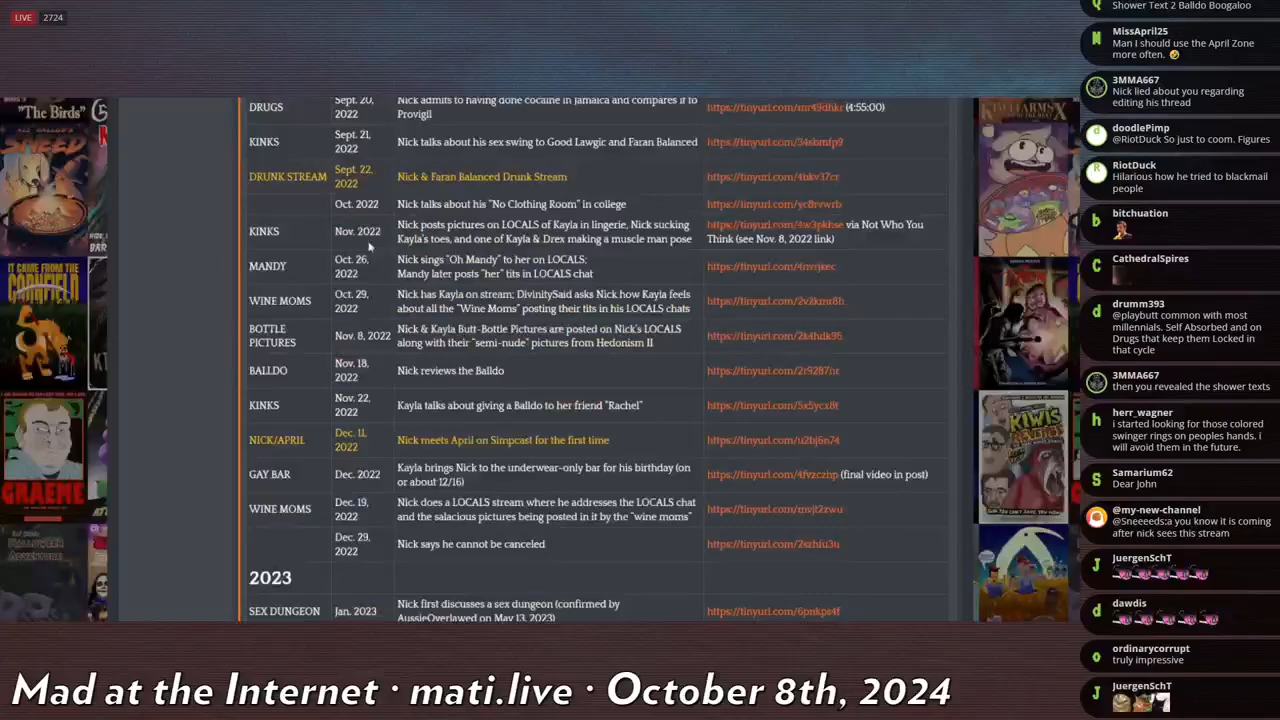 LIVE 2724
"The Birds"
SPEED
IT CAME FROM THE
CORNFIELD
GRAEME
DRUGS
Sept. 20,
2022
Nick admits to having done cocaine in Jamaica and compares it to
Provigil
(4:55:00)
KINKS
Sept. 21,
2022
Nick talks about his sex swing to Good Lawgic and Faran Balanced
DRUNK STREAM
Sept. 22,
2022
Nick & Faran Balanced Drunk Stream
Oct. 2022
Nick talks about his "No Clothing Room" in college
KINKS
Nov. 2022
Nick posts pictures on LOCALS of Kayla in lingerie, Nick sucking
Kayla's toes, and one of Kayla & Drex making a muscle man pose
via Not Who You
Think (see Nov. 8, 2022 link)
MANDY
Oct. 26,
2022
Nick sings "Oh Mandy" to her on LOCALS;
Mandy later posts "her" tits in LOCALS chat
WINE MOMS
Oct. 29,
2022
Nick has Kayla on stream; DivinitySaid asks Nick how Kayla feels
about all the "Wine Moms" posting their tits in his LOCALS chats
BOTTLE
PICTURES
Nov. 8, 2022
Nick & Kayla Butt-Bottle Pictures are posted on Nick's LOCALS
along with their "semi-nude" pictures from Hedonism II
BALLDO
Nov. 18,
2022
Nick reviews the Balldo
KINKS
Nov. 22,
2022
Kayla talks about giving a Balldo to her friend "Rachel"
NICK/APRIL
Dec. 11,
2022
Nick meets April on Simpcast for the first time
https://tinyurl.com/u2bj6n74
GAY BAR
Dec. 2022
Kayla brings Nick to the underwear-only bar for his birthday (on
or about 12/16)
(final video in post)
WINE MOMS
Dec. 19,
2022
Nick does a LOCALS stream where he addresses the LOCALS chat
and the salacious pictures being posted in it by the "wine moms"
Dec. 29,
2022
Nick says he cannot be canceled
2023
SEX DUNGEON
Jan. 2023
Nick first discusses a sex dungeon (confirmed by
AussieOverlawed on May 13, 2023)
KIWIS
Shower Text 2 Balldo Boogaloo
MissApril25
Man I should use the April Zone
more often. 🤣
3MMA667
Nick lied about you regarding
editing his thread
doodlePimp
@RiotDuck So just to coom. Figures
RiotDuck
Hilarious how he tried to blackmail
people
bitchuation
CathedralSpires
drumm393
@playbutt common with most
millennials. Self Absorbed and on
Drugs that keep them Locked in
that cycle
3MMA667
then you revealed the shower texts
herr_wagner
i started looking for those colored
swinger rings on peoples hands. i
will avoid them in the future.
Samarium62
Dear John
@my-new-channel
@Sneeeeds:a you know it is coming
after nick sees this stream
JuergenSchT
dawdis
ordinarycorrupt
truly impressive
JuergenSchT
Mad at the Internet · mati.live · October 8th, 2024